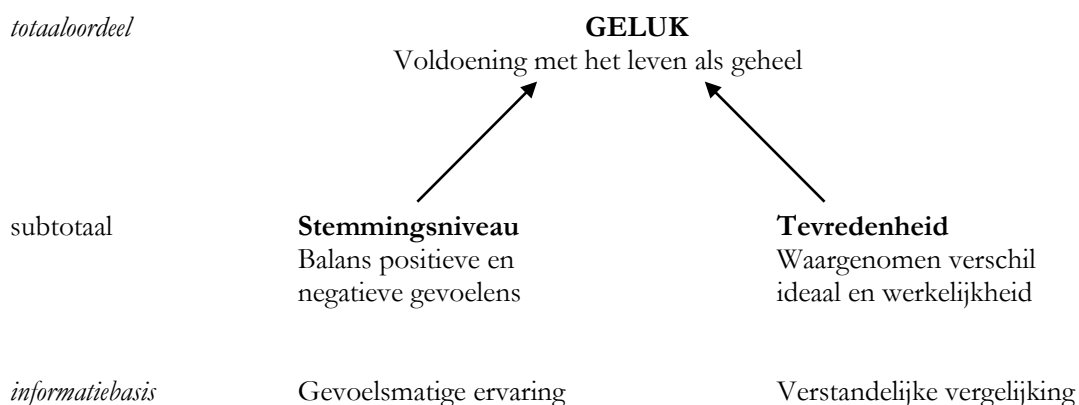 totaaloordeel GELUK
Voldoening met het leven als geheel
subtotaal Stemmingsniveau Tevredenheid
Balans positieve en Waargenomen verschil
negatieve gevoelens ideaal en werkelijkheid
informatiebasis Gevoelsmatige ervaring Verstandelijke vergelijking